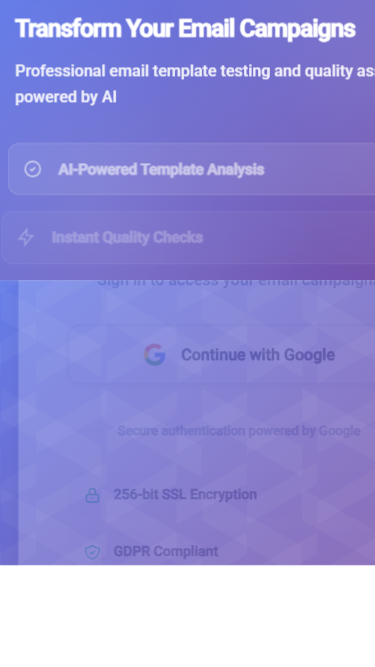 Transform Your Email Campaigns
Professional email template testing and quality as
powered by AI
AI-Powered Template Analysis
Instant Quality Checks
Sign in to access your email campaign
Continue with Google
Secure authentication powered by Google
256-bit SSL Encryption
GDPR Compliant